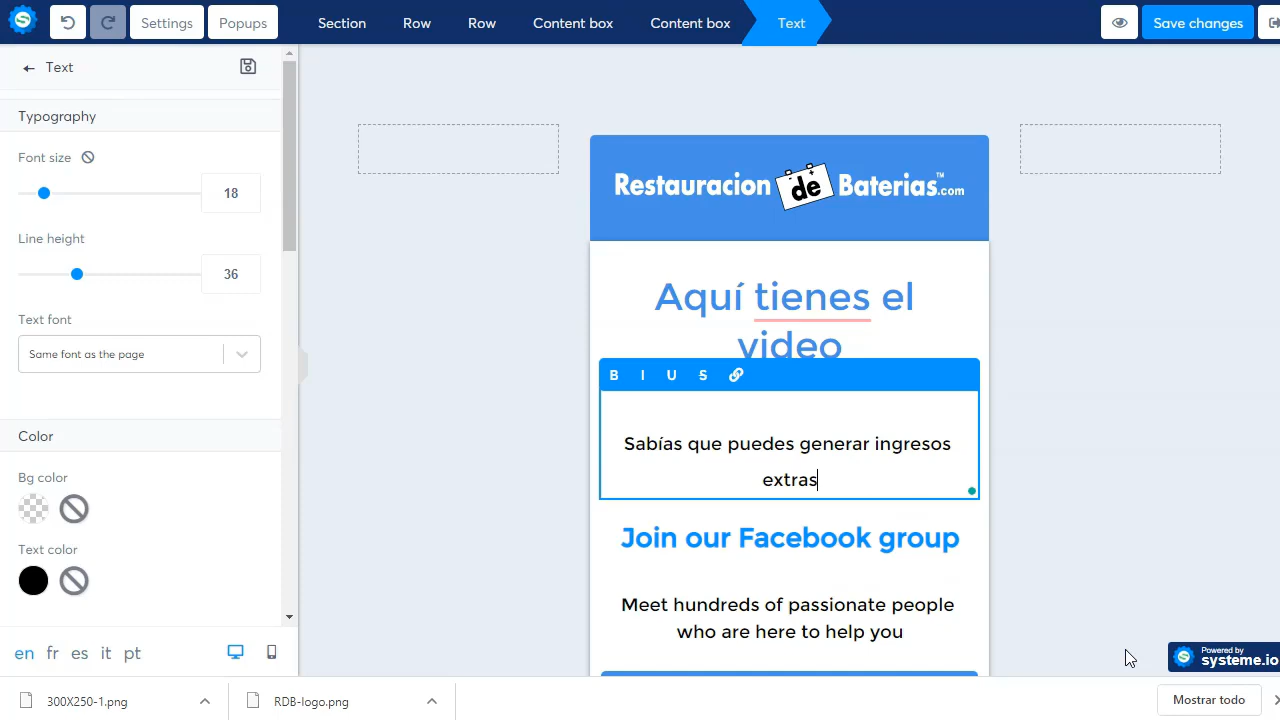 Settings
Popups
Section
Row
Row
Content box
Content box
Text
Save changes
Text
Typography
Font size
18
Line height
36
Text font
Same font as the page
Color
Bg color
Text color
en fr es it pt
Restauracion de Baterias™.com
Aquí tienes el
video
B I U S
Sabías que puedes generar ingresos
extras
Join our Facebook group
Meet hundreds of passionate people
who are here to help you
Powered by
systeme.io
300X250-1.png
RDB-logo.png
Mostrar todo